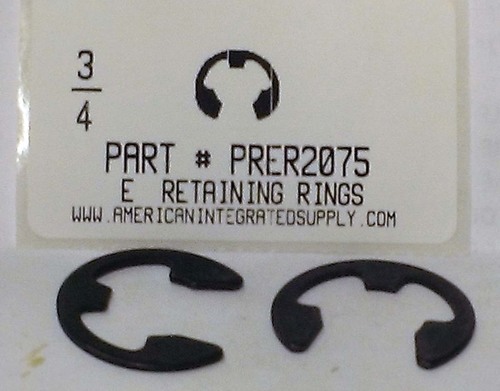 3
4
PART # PRER2075
E RETAINING RINGS
WWW.AMERICANINTEGRATEDSUPPLY.COM